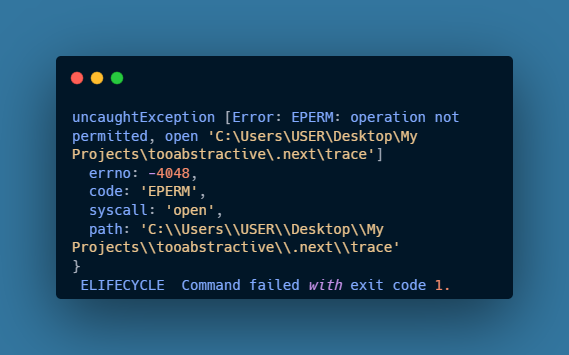 uncaughtException [Error: EPERM: operation not
permitted, open 'C:\Users\USER\Desktop\My
Projects\tooabstractive\.next\trace']
  errno: -4048,
  code: 'EPERM',
  syscall: 'open',
  path: 'C:\\Users\\USER\\Desktop\\My
Projects\\tooabstractive\\.next\\trace'
}
 ELIFECYCLE  Command failed with exit code 1.